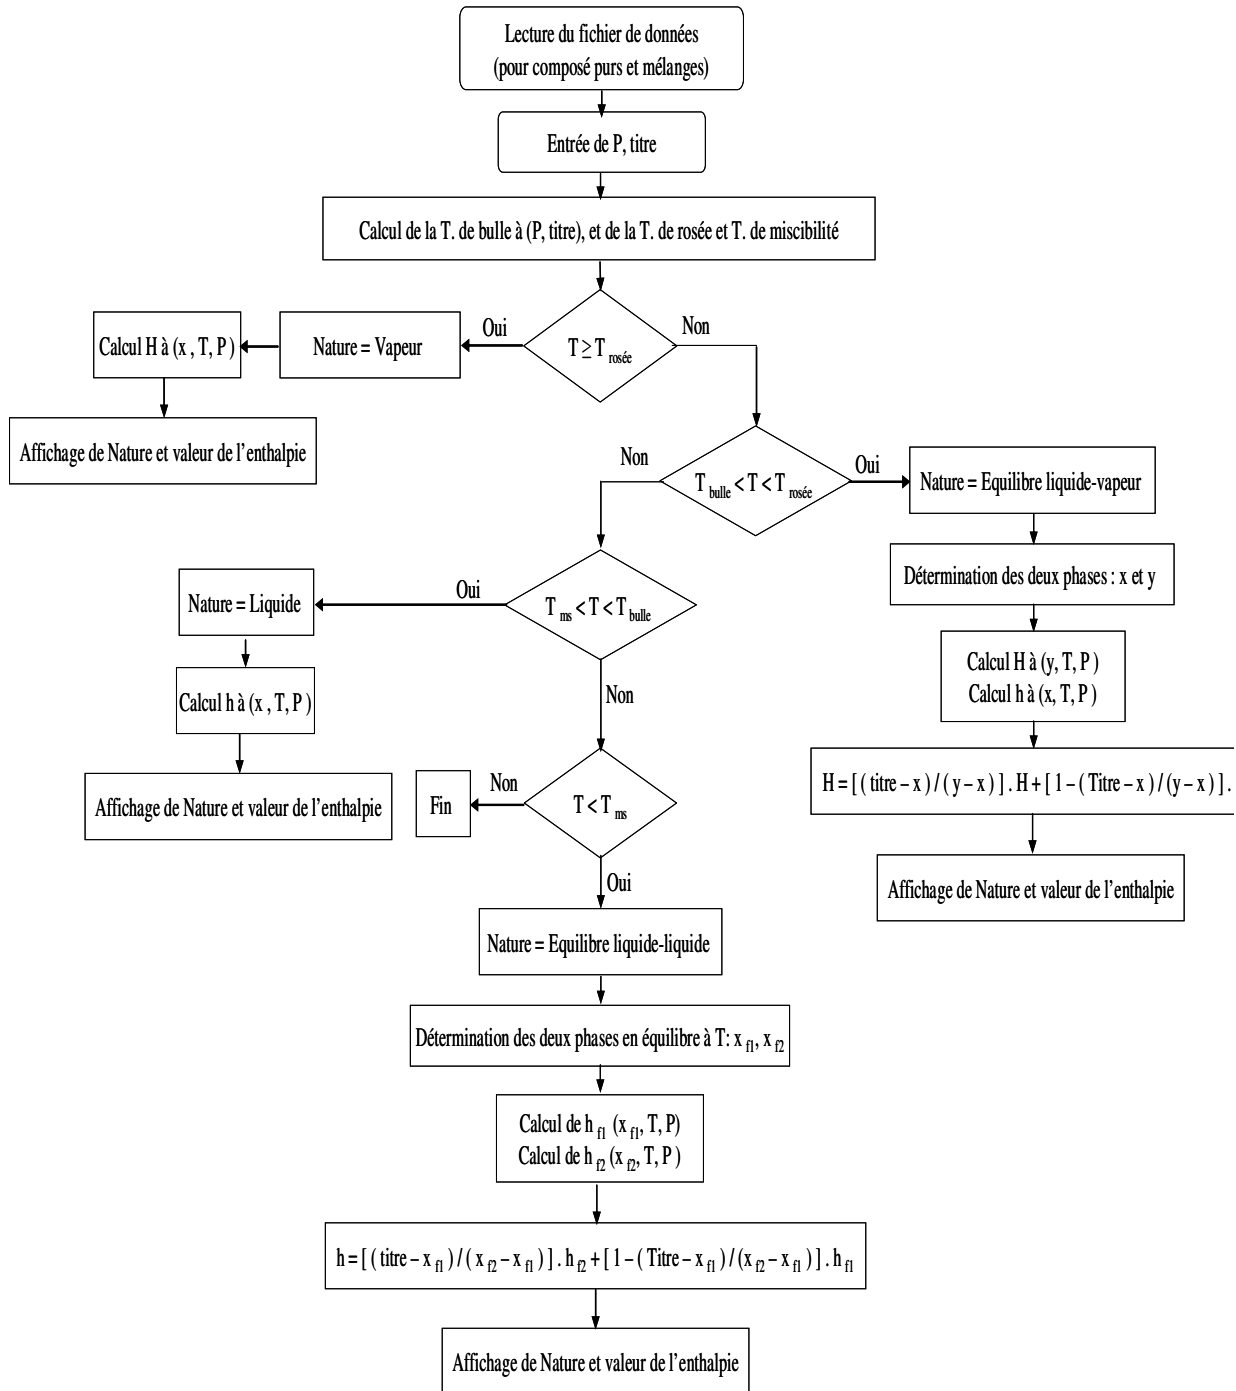 Lecture du fichier de données
(pour composé purs et mélanges)
Entrée de P, titre
Calcul de la T. de bulle à (P, titre), et de la T. de rosée et T. de miscibilité
T ≥ T rosée
Oui
Non
Nature = Vapeur
Calcul H à (x , T, P )
Affichage de Nature et valeur de l’enthalpie
T bulle < T < T rosée
Non
Oui
Nature = Equilibre liquide-vapeur
Détermination des deux phases : x et y
Calcul H à (y, T, P )
Calcul h à (x, T, P )
H = [ ( titre – x ) / ( y – x ) ] . H + [ 1 – ( Titre – x ) / (y – x) ] .
Affichage de Nature et valeur de l’enthalpie
T ms < T < T bulle
Oui
Non
Nature = Liquide
Calcul h à (x , T, P )
Affichage de Nature et valeur de l’enthalpie
T < T ms
Non
Fin
Oui
Nature = Equilibre liquide-liquide
Détermination des deux phases en équilibre à T: x f1, x f2
Calcul de h f1 (x f1, T, P)
Calcul de h f2 (x f2, T, P )
h = [ ( titre – x f1 ) / ( x f2 – x f1 ) ] . h f2 + [ 1 – ( Titre – x f1 ) / (x f2 – x f1 ) ] . h f1
Affichage de Nature et valeur de l’enthalpie